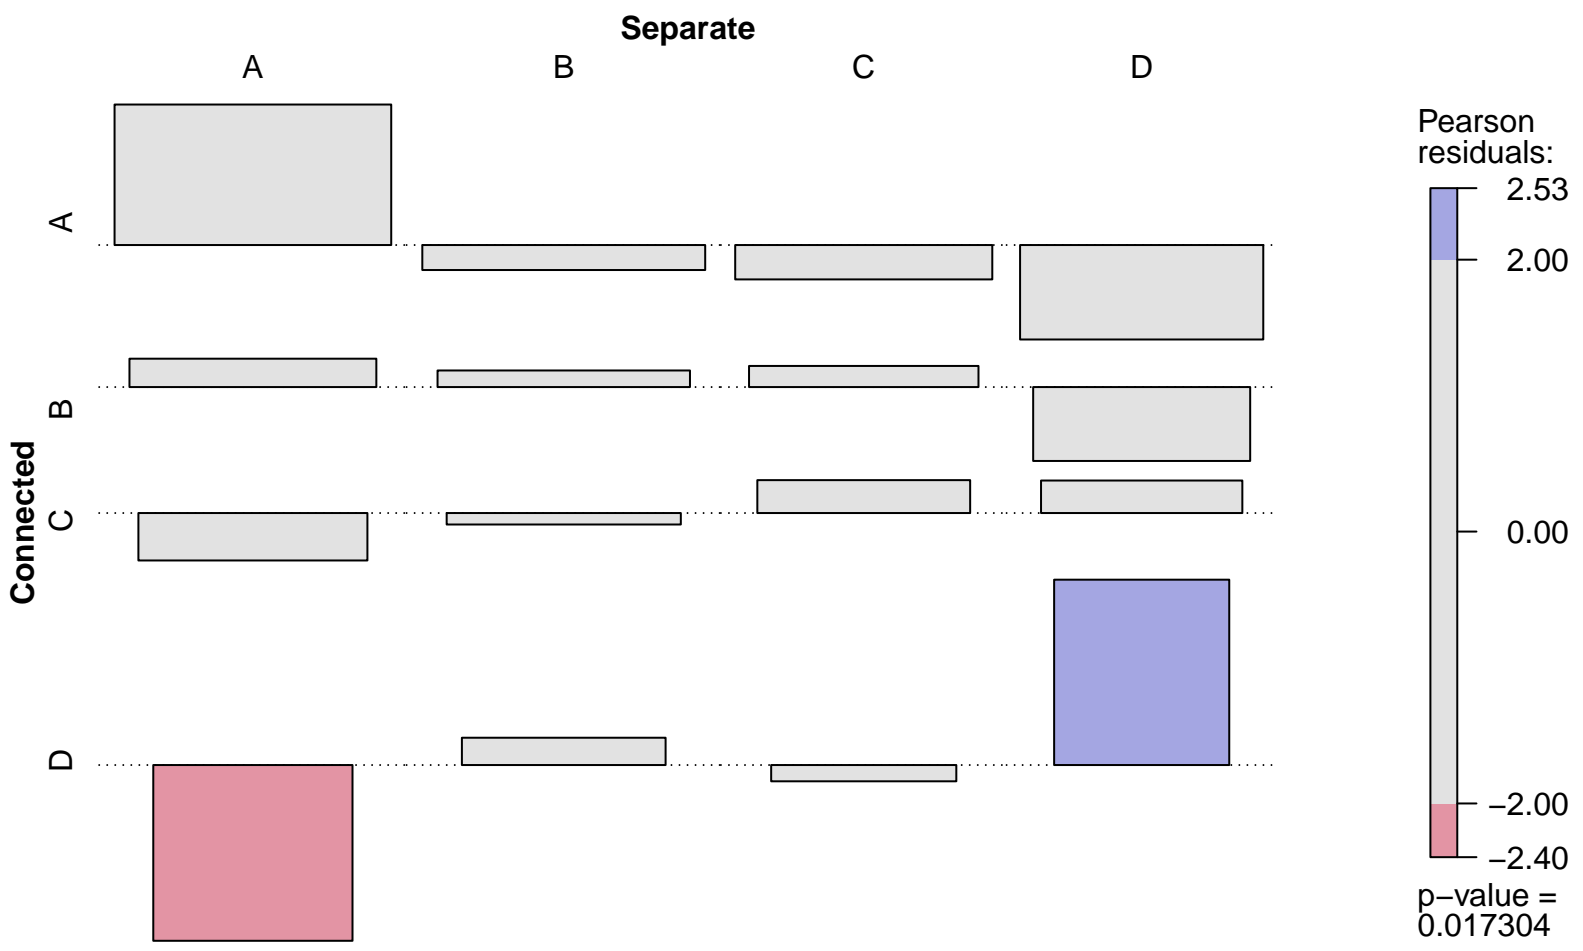 Separate
A B C D
Connected
A
B
C
D
Pearson
residuals:
2.53
2.00
0.00
−2.00
−2.40
p−value =
0.017304